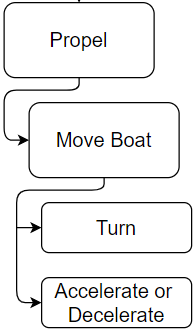 Propel
Move Boat
Turn
Accelerate or
Decelerate